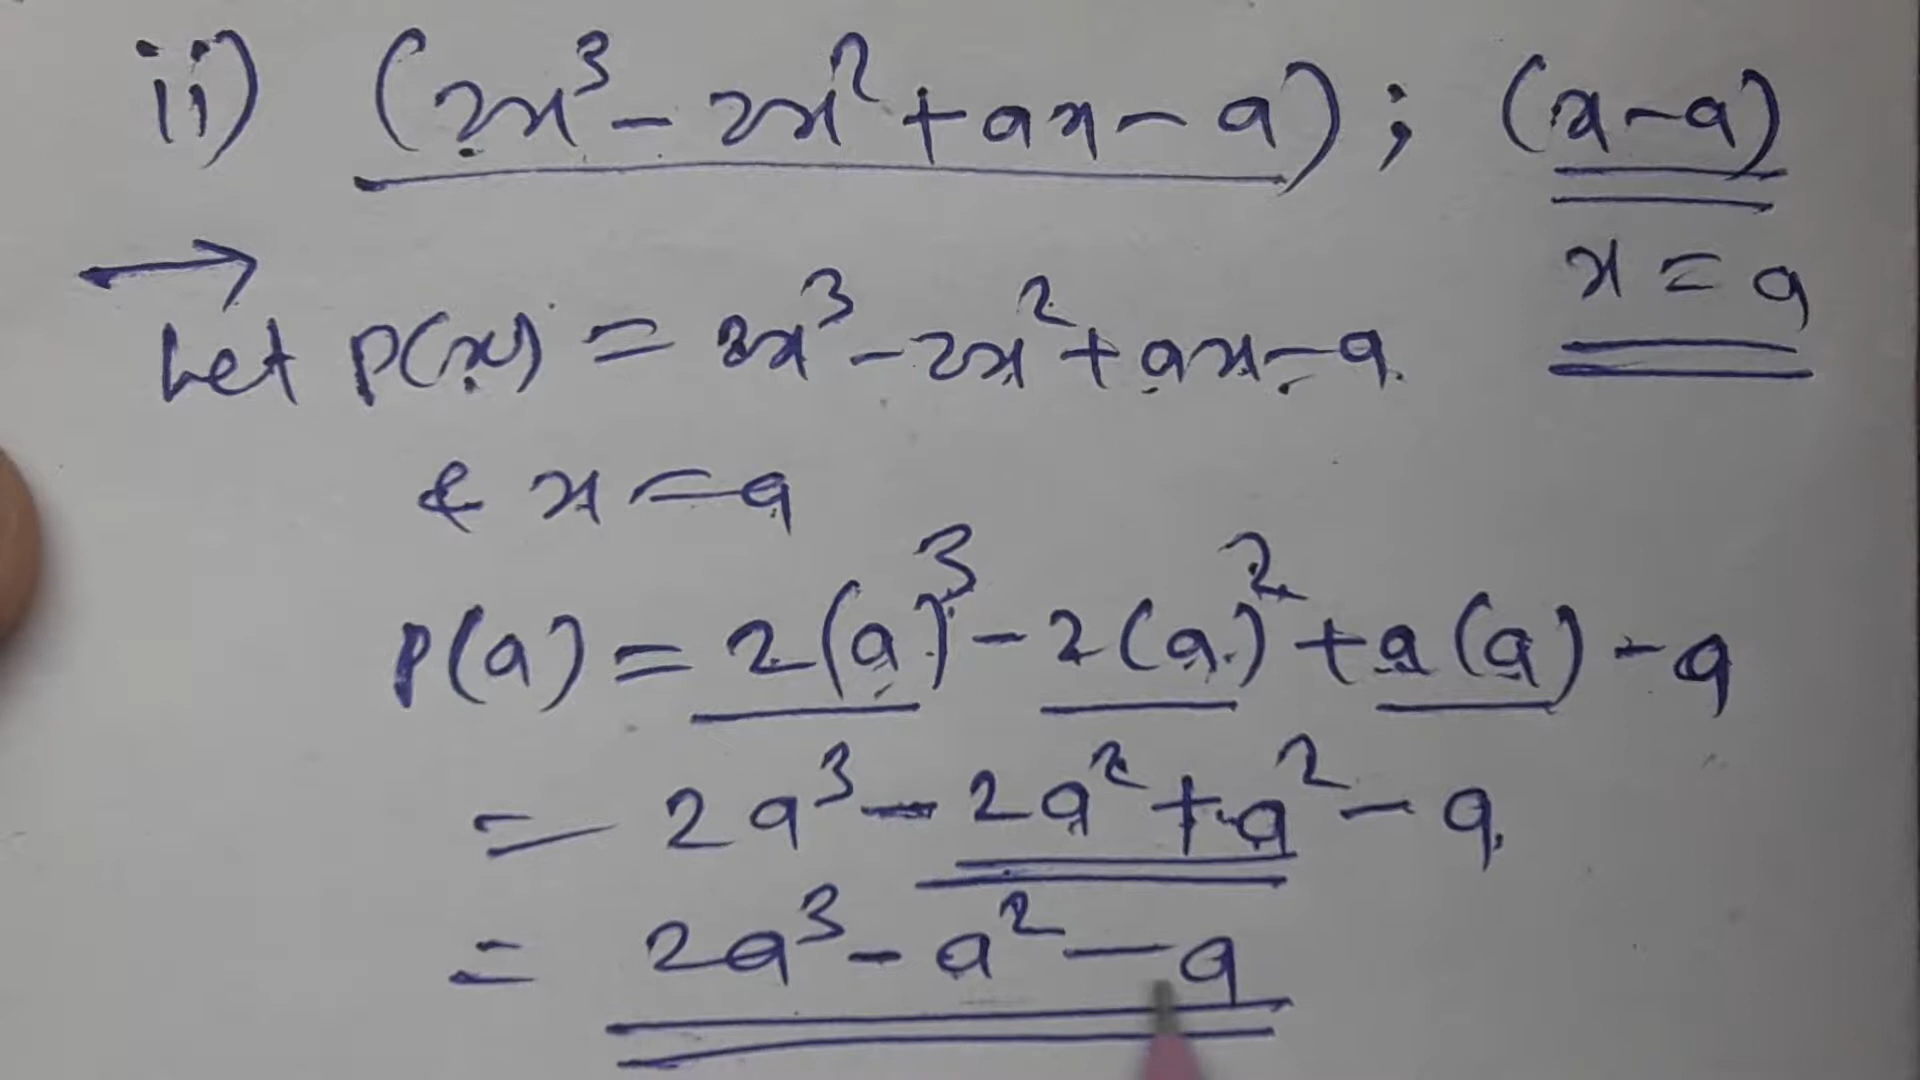 ii) (2x³ - 2x² + ax - a) ; (x - a)
x = a
Let P(x) = 2x³ - 2x² + ax - a.
& x = a
P(a) = 2(a)³ - 2(a)² + a(a) - a
= 2a³ - 2a² + a² - a.
= 2a³ - a² - a